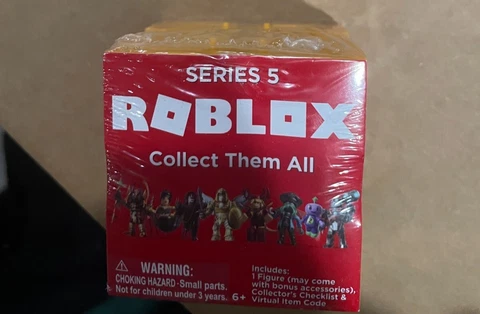 SERIES 5
ROBLOX
Collect Them All
WARNING:
CHOKING HAZARD-Small parts.
Not for children under 3 years. 6+
Includes:
1 Figure (may come
with bonus accessories),
Collector's Checklist &
Virtual Item Code